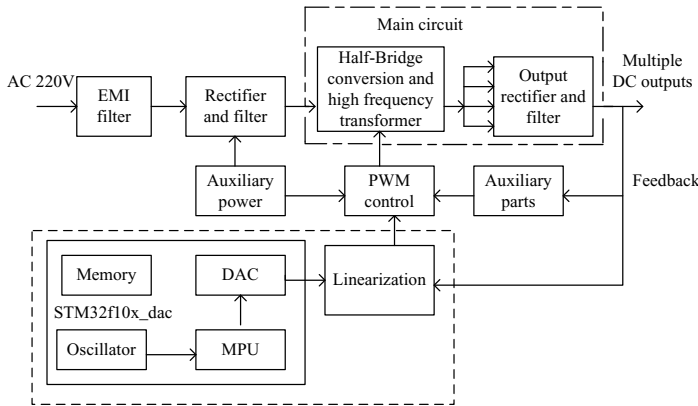 Main circuit
AC 220V
EMI
filter
Rectifier
and filter
Half-Bridge
conversion and
high frequency
transformer
Output
rectifier and
filter
Multiple
DC outputs
Auxiliary
power
PWM
control
Auxiliary
parts
Feedback
Memory
DAC
Linearization
STM32f10x_dac
Oscillator
MPU